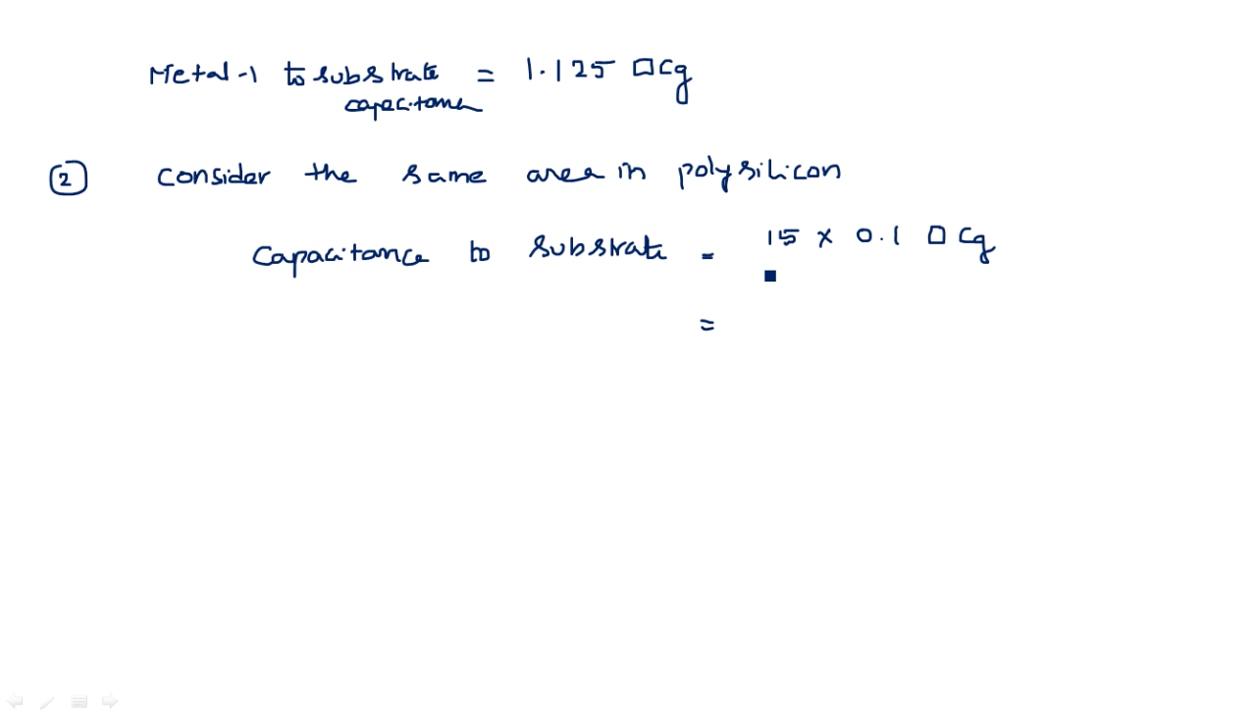 Metal-1 to substrate = 1.125 □Cg
capacitance
② Consider the same area in polysilicon
Capacitance to substrate = 15 x 0.1 □ Cg
=